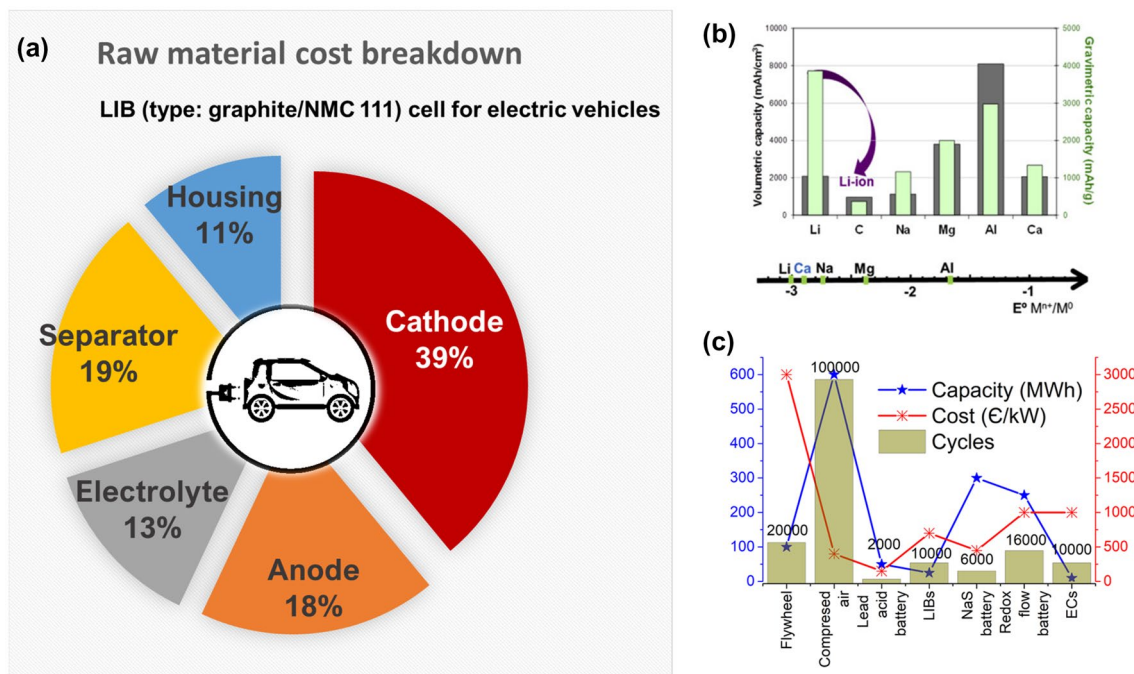 (a)
Raw material cost breakdown
LIB (type: graphite/NMC 111) cell for electric vehicles
Housing
11%
Cathode
39%
Separator
19%
Electrolyte
13%
Anode
18%
(b)
Volumetric capacity (mAh/cm³)
10000
8000
6000
4000
2000
0
Gravimetric capacity (mAh/g)
5000
4000
3000
2000
1000
0
Li-ion
Li C Na Mg Al Ca
Li Ca Na Mg Al
-3 -2 -1
E⁰ Mⁿ⁺/M⁰
(c)
600
500
400
300
200
100
0
3000
2500
2000
1500
1000
500
0
Capacity (MWh)
Cost (Є/kW)
Cycles
20000
100000
2000
10000
6000
16000
10000
Flywheel
Compresed
air
Lead
acid
battery
LIBs
NaS
battery
Redox
flow
battery
ECs